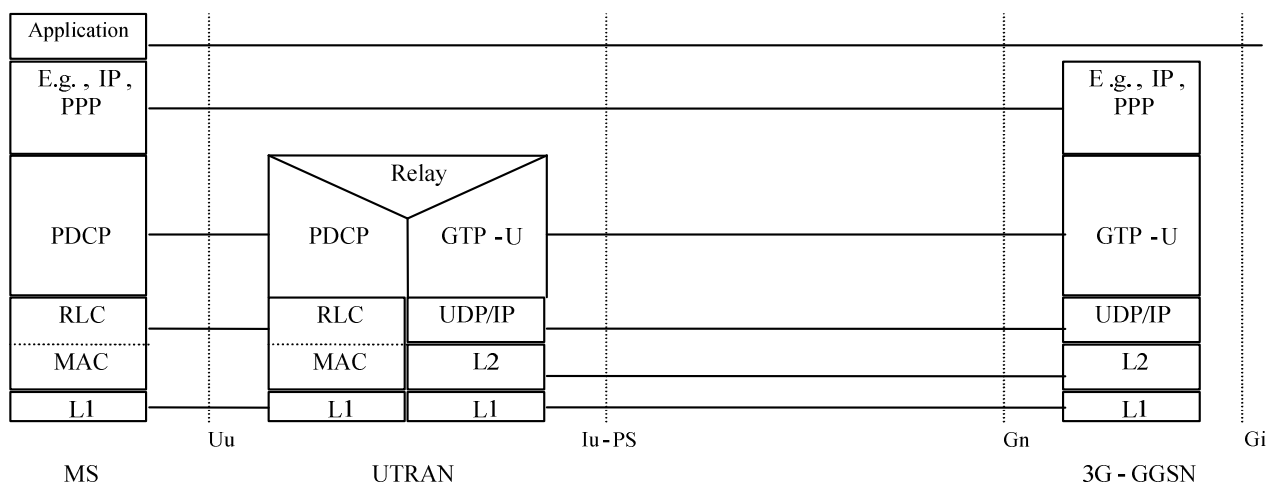 Application
E.g. , IP ,
PPP
E.g. , IP ,
PPP
Relay
PDCP
PDCP
GTP -U
GTP -U
RLC
RLC
UDP/IP
UDP/IP
MAC
MAC
L2
L2
L1
L1
L1
L1
Uu
Iu-PS
Gn
Gi
MS
UTRAN
3G - GGSN